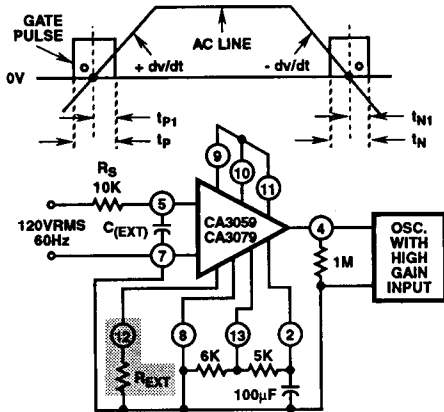 GATE
PULSE
AC LINE
0V
+ dv/dt
- dv/dt
tP1
tP
tN1
tN
RS
10K
120VRMS
60Hz
C(EXT)
5
7
9
10
11
CA3059
CA3079
4
1M
OSC.
WITH
HIGH
GAIN
INPUT
12
REXT
8
13
2
6K
5K
100µF